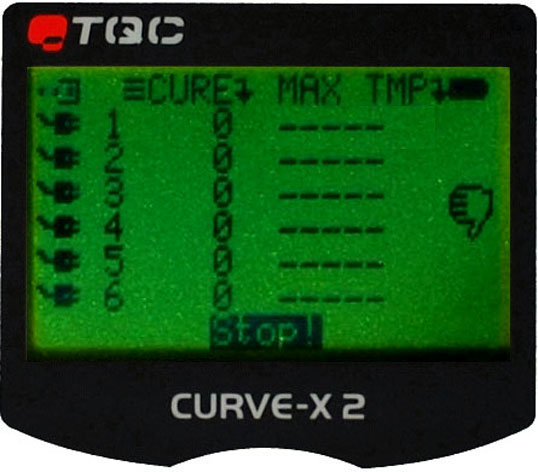 TQC
CURE MAX TMP
1 0 -----
2 0 -----
3 0 -----
4 0 -----
5 0 -----
6 0 -----
Stop!
CURVE-X 2